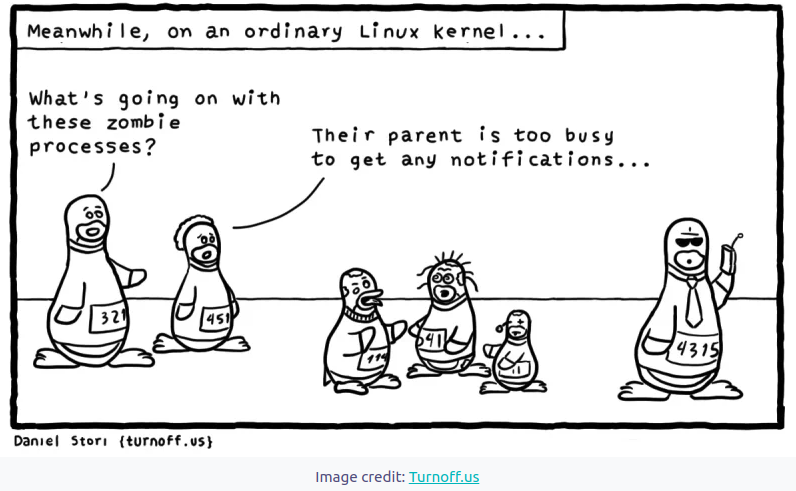 Meanwhile, on an ordinary Linux kernel...
What's going on with
these zombie
processes?
Their parent is too busy
to get any notifications...
321
451
114
541
11
4315
Daniel Stori {turnoff.us}
Image credit: Turnoff.us